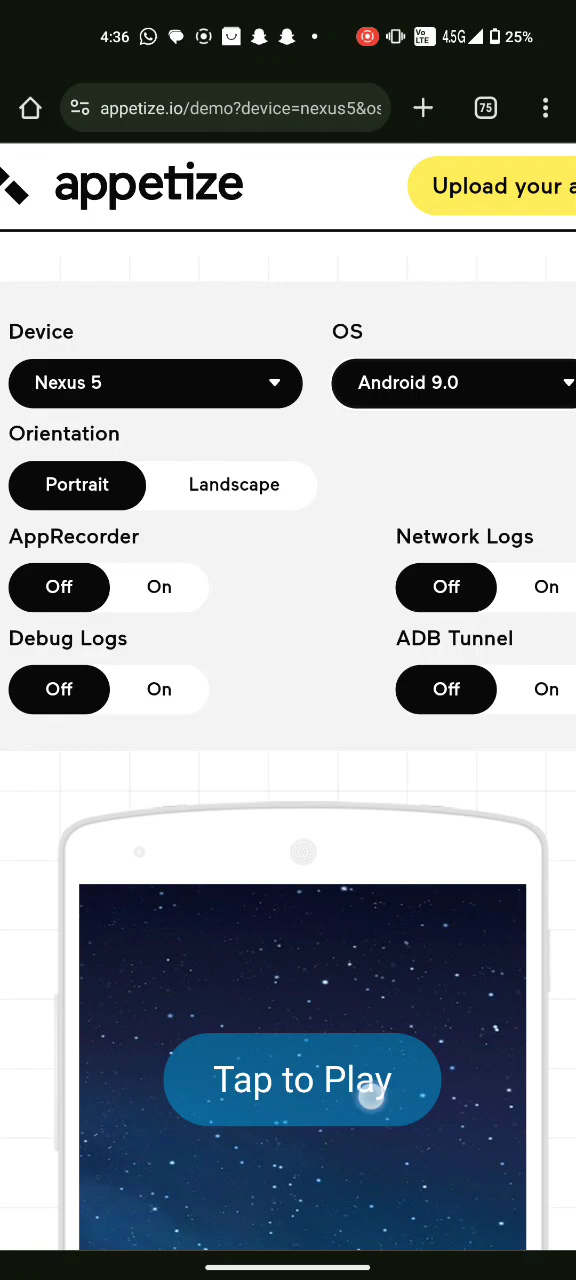 4:36 Vo LTE 4.5G 25%
appetize.io/demo?device=nexus5&os 75
appetize Upload your a
Device OS
Nexus 5 Android 9.0
Orientation
Portrait Landscape
AppRecorder Network Logs
Off On Off On
Debug Logs ADB Tunnel
Off On Off On
Tap to Play